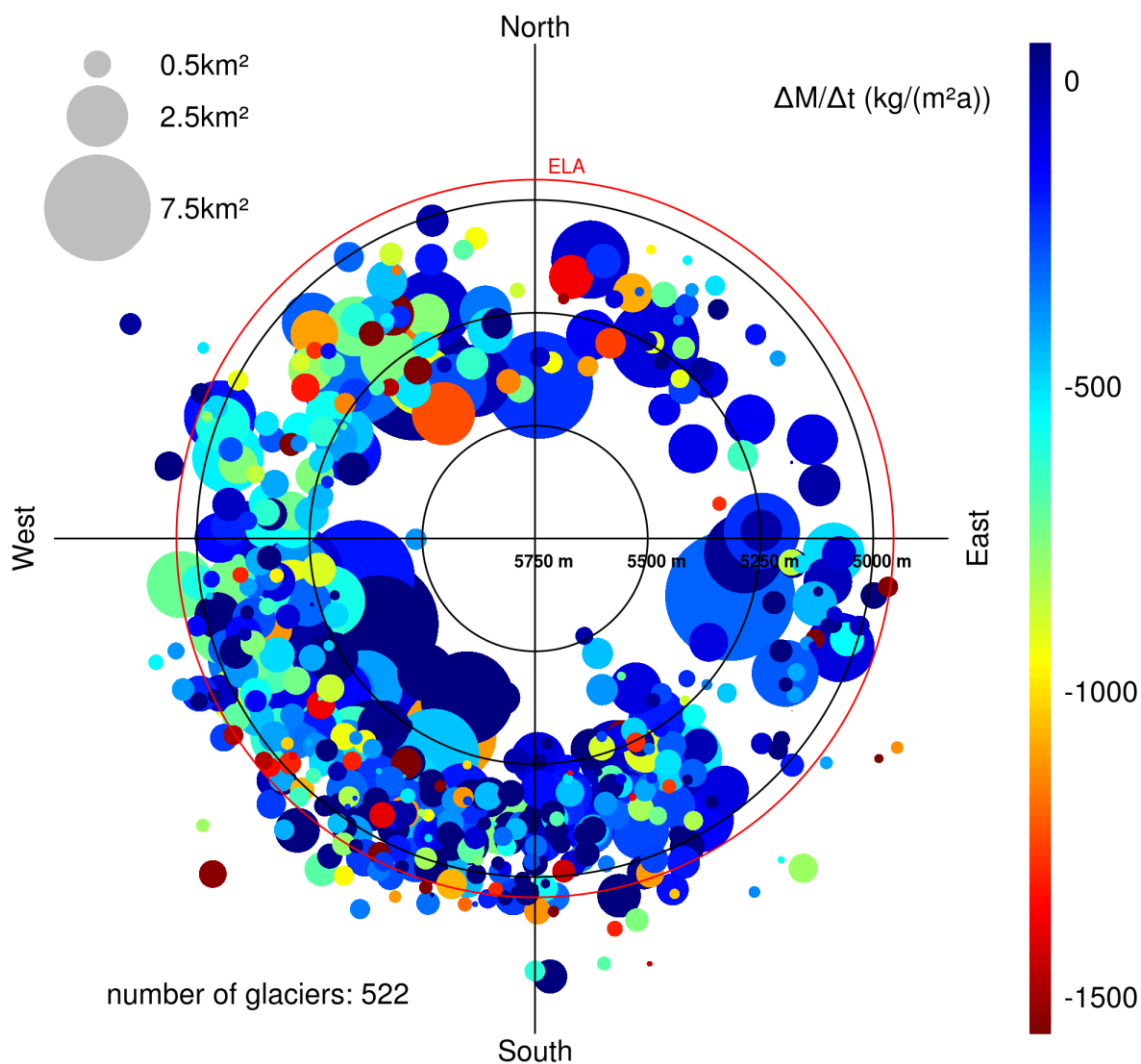 North
0.5km²
2.5km²
7.5km²
ΔM/Δt (kg/(m²a))
0
-500
-1000
-1500
ELA
West
East
5750 m
5500 m
5250 m
5000 m
number of glaciers: 522
South